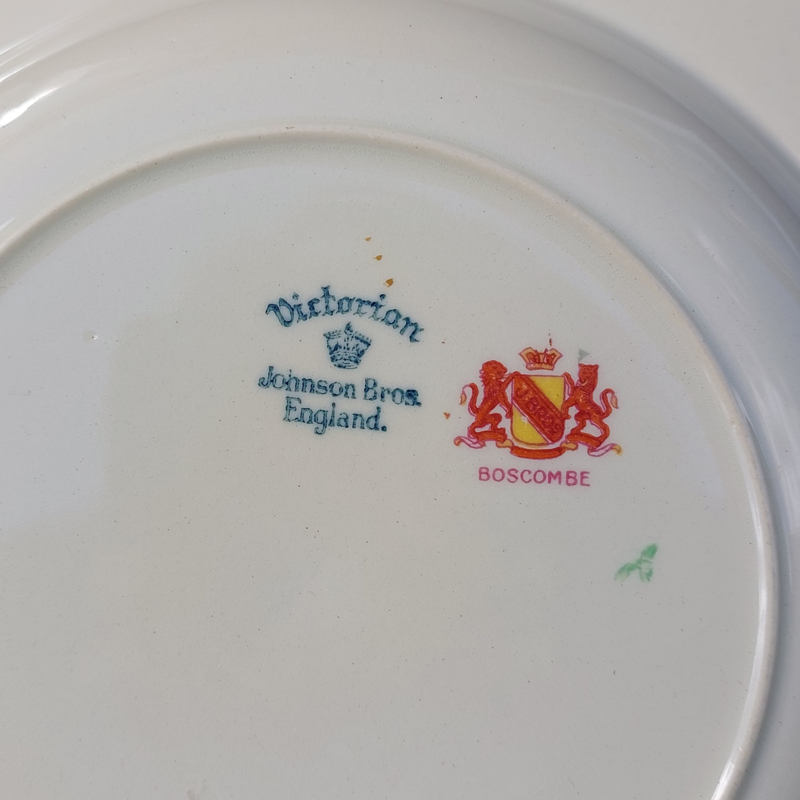 Victorian
Johnson Bros.
England.
BOSCOMBE